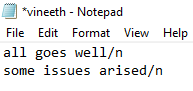 *vineeth - Notepad
File Edit Format View Help
all goes well/n
some issues arised/n